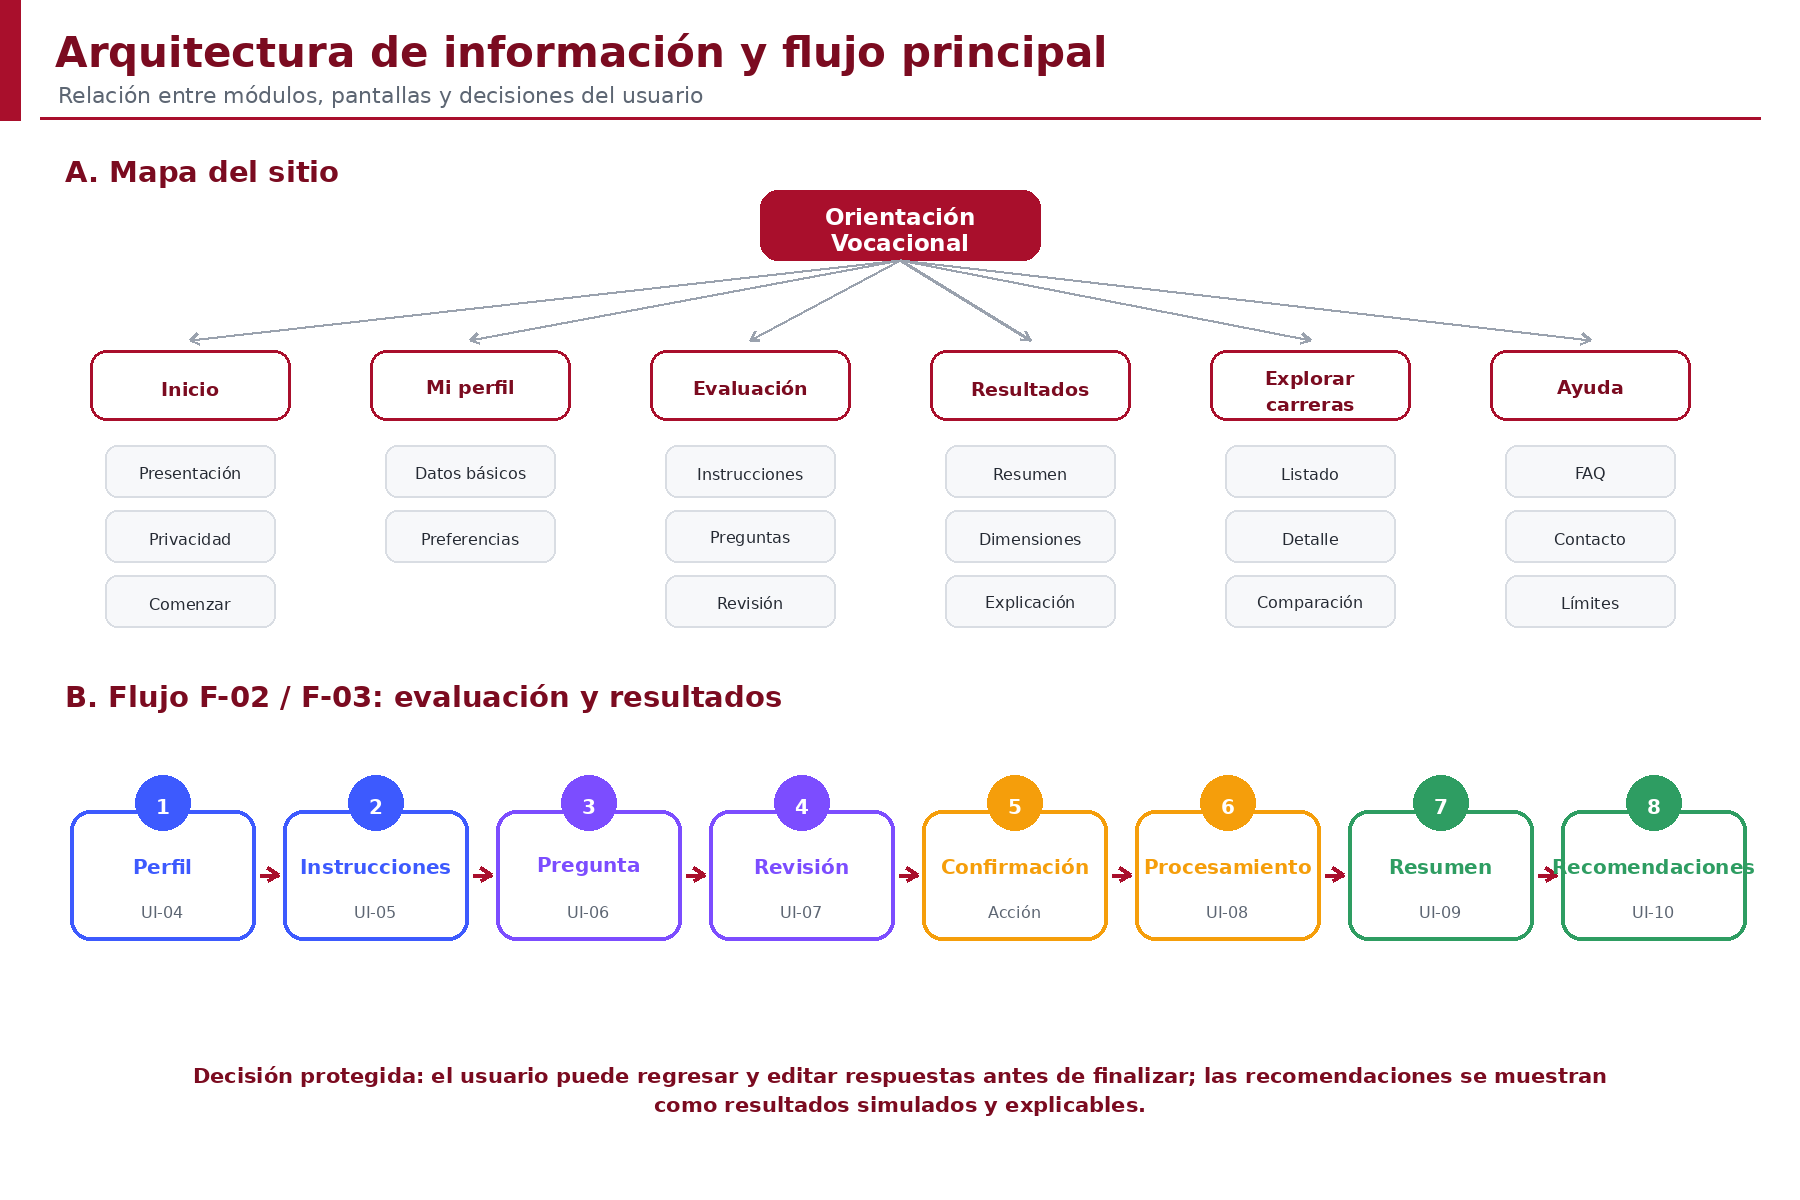 Arquitectura de información y flujo principal
Relación entre módulos, pantallas y decisiones del usuario
A. Mapa del sitio
Orientación
Vocacional
Inicio
Mi perfil
Evaluación
Resultados
Explorar
carreras
Ayuda
Presentación
Datos básicos
Instrucciones
Resumen
Listado
FAQ
Privacidad
Preferencias
Preguntas
Dimensiones
Detalle
Contacto
Comenzar
Revisión
Explicación
Comparación
Límites
B. Flujo F-02 / F-03: evaluación y resultados
1
2
3
4
5
6
7
8
Perfil
Instrucciones
Pregunta
Revisión
Confirmación
Procesamiento
Resumen
Recomendaciones
UI-04
UI-05
UI-06
UI-07
Acción
UI-08
UI-09
UI-10
Decisión protegida: el usuario puede regresar y editar respuestas antes de finalizar; las recomendaciones se muestran
como resultados simulados y explicables.